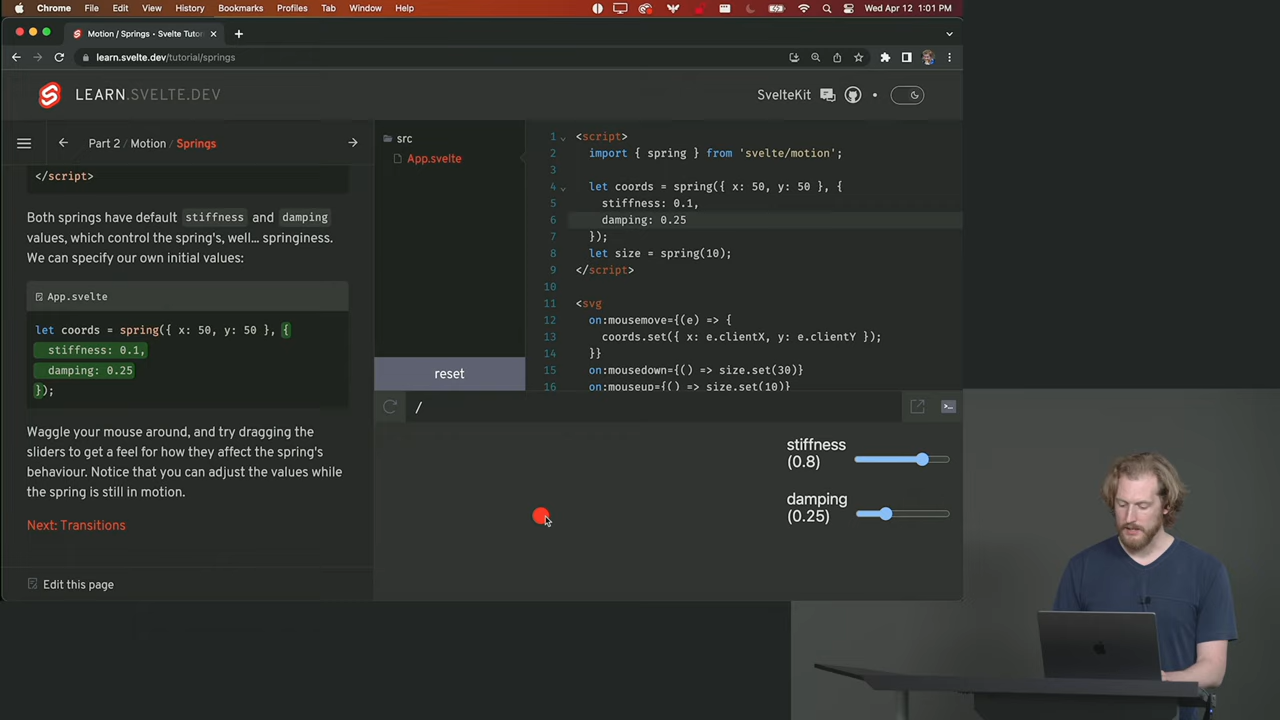 Chrome File Edit View History Bookmarks Profiles Tab Window Help Wed Apr 12 1:01 PM
Motion / Springs - Svelte Tuto
learn.svelte.dev/tutorial/springs
LEARN.SVELTE.DEV SvelteKit
Part 2 / Motion / Springs
</script>
Both springs have default stiffness and damping
values, which control the spring's, well... springiness.
We can specify our own initial values:
App.svelte
let coords = spring({ x: 50, y: 50 }, {
stiffness: 0.1,
damping: 0.25
});
Waggle your mouse around, and try dragging the
sliders to get a feel for how they affect the spring's
behaviour. Notice that you can adjust the values while
the spring is still in motion.
Next: Transitions
Edit this page
src
App.svelte
reset
1 <script>
2 import { spring } from 'svelte/motion';
3
4 let coords = spring({ x: 50, y: 50 }, {
5 stiffness: 0.1,
6 damping: 0.25
7 });
8 let size = spring(10);
9 </script>
10
11 <svg
12 on:mousemove={(e) => {
13 coords.set({ x: e.clientX, y: e.clientY });
14 }}
15 on:mousedown={() => size.set(30)}
16 on:mouseup={() => size.set(10)}
/
stiffness
(0.8)
damping
(0.25)